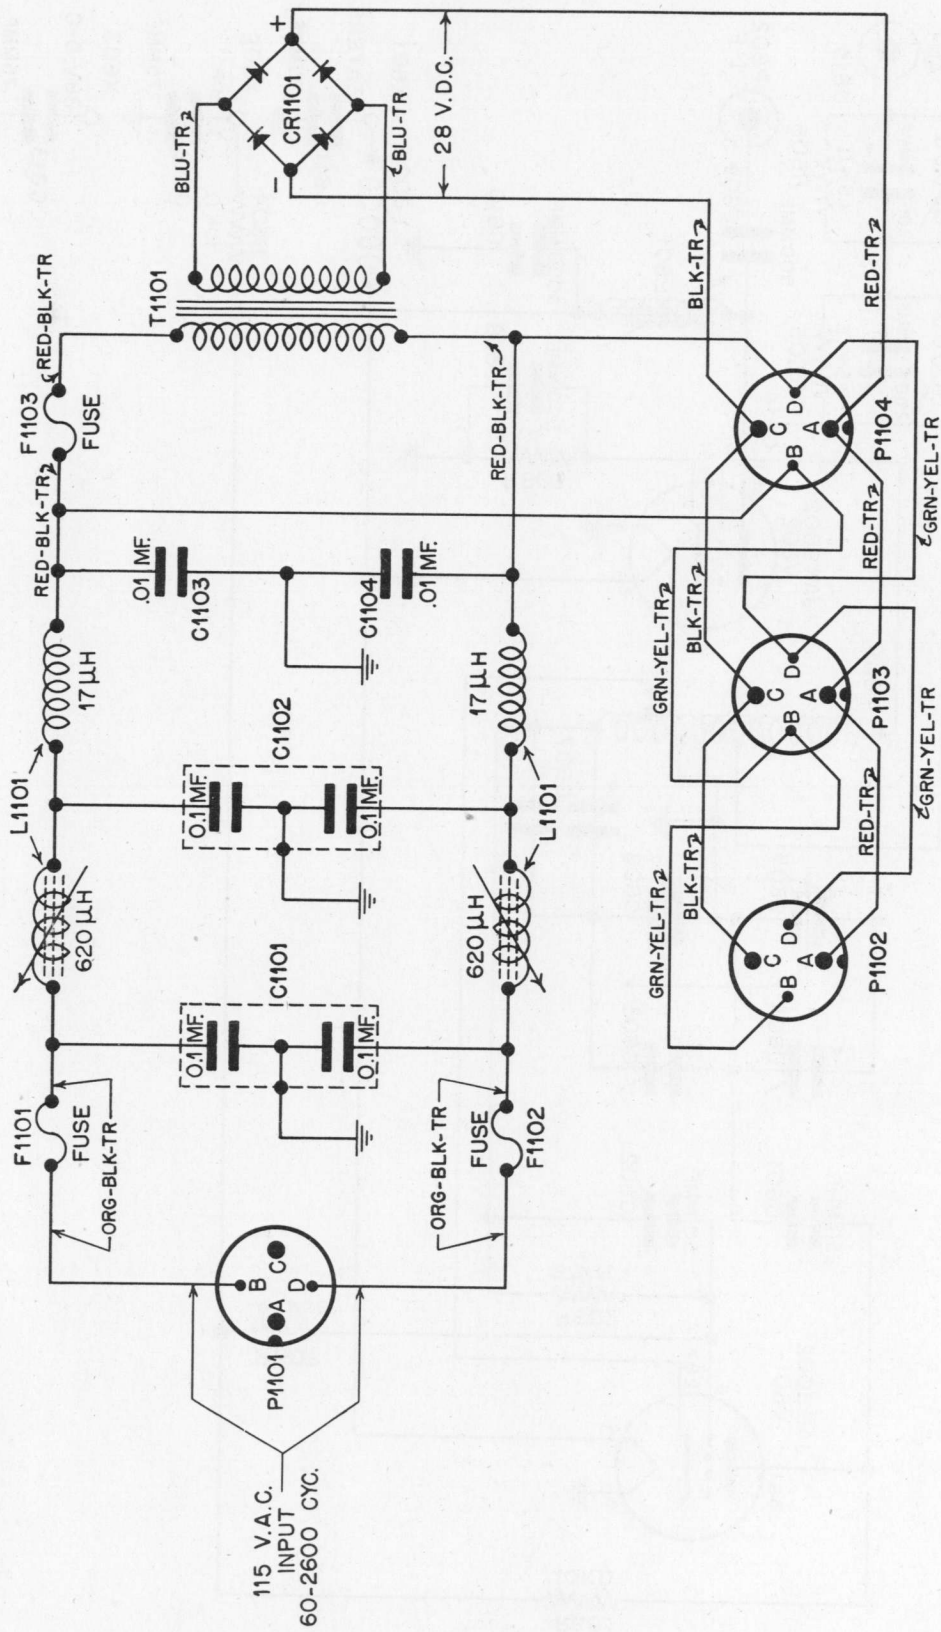 115 V.A.C.
INPUT
60-2600 CYC.
P1101
A
B
C
D
ORG-BLK-TR
F1101
FUSE
ORG-BLK-TR
FUSE
F1102
0.1 MF.
0.1 MF.
C1101
620 µH
620 µH
L1101
L1101
0.1 MF.
0.1 MF.
C1102
17 µH
17 µH
.01 MF.
C1103
C1104
.01 MF.
RED-BLK-TR
F1103
FUSE
RED-BLK-TR
RED-BLK-TR
T1101
BLU-TR
BLU-TR
+
CR1101
-
28 V.D.C.
GRN-YEL-TR
BLK-TR
GRN-YEL-TR
BLK-TR
BLK-TR
B
C
D
A
P1102
B
C
D
A
P1103
B
C
D
A
P1104
RED-TR
RED-TR
RED-TR
GRN-YEL-TR
GRN-YEL-TR